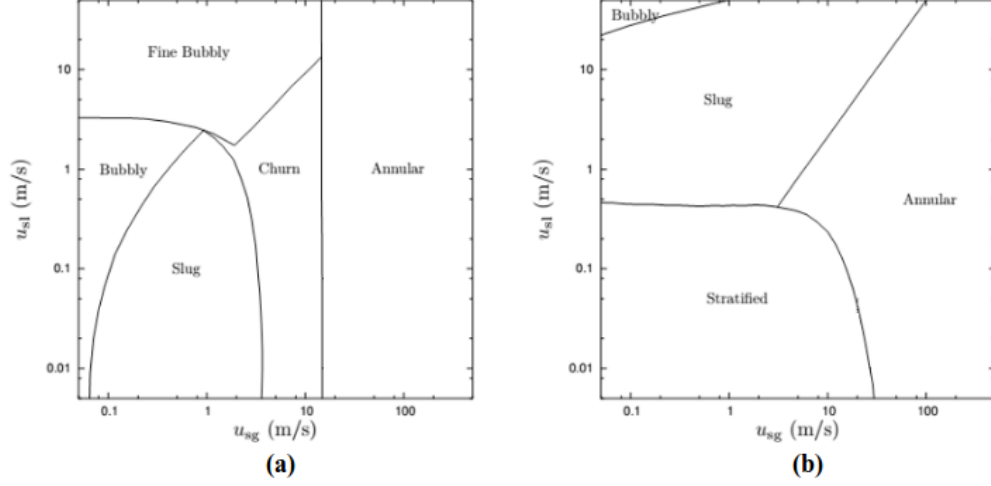 Fine Bubbly
Bubbly
Churn
Annular
Slug
10
1
0.1
0.01
0.1
1
10
100
u_sl (m/s)
u_sg (m/s)
(a)
Bubbly
Slug
Annular
Stratified
10
1
0.1
0.01
0.1
1
10
100
u_sl (m/s)
u_sg (m/s)
(b)